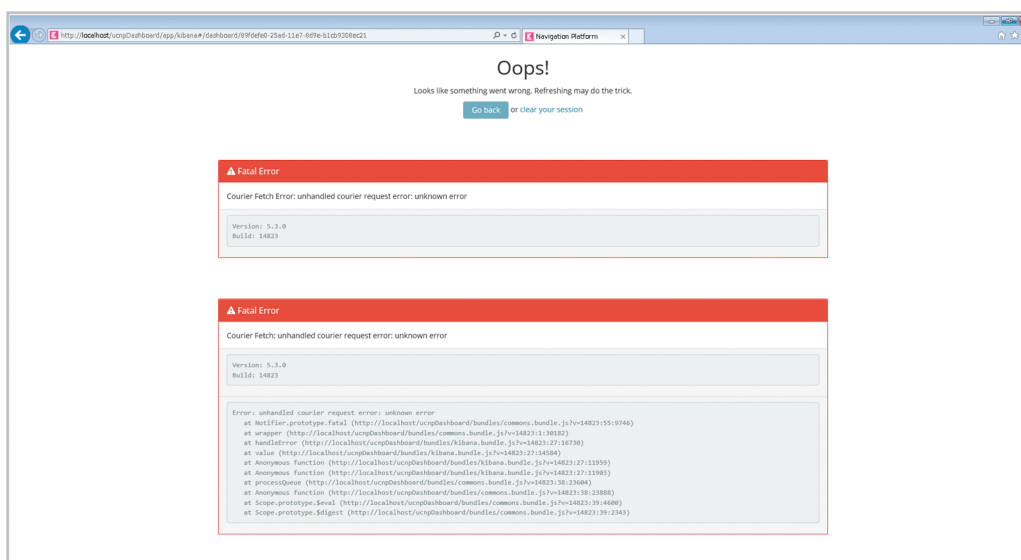 http://localhost/ucnpDashboard/app/kibana#/dashboard/89fdefe0-25ad-11e7-8d9e-b1cb9308ec21
Navigation Platform
Oops!
Looks like something went wrong. Refreshing may do the trick.
Go back or clear your session
Fatal Error
Courier Fetch Error: unhandled courier request error: unknown error
Version: 5.3.0
Build: 14823
Fatal Error
Courier Fetch: unhandled courier request error: unknown error
Version: 5.3.0
Build: 14823
Error: unhandled courier request error: unknown error
at Notifier.prototype.fatal (http://localhost/ucnpDashboard/bundles/commons.bundle.js?v=14823:55:9746)
at wrapper (http://localhost/ucnpDashboard/bundles/commons.bundle.js?v=14823:1:30182)
at handleError (http://localhost/ucnpDashboard/bundles/kibana.bundle.js?v=14823:27:16730)
at value (http://localhost/ucnpDashboard/bundles/kibana.bundle.js?v=14823:27:14584)
at Anonymous function (http://localhost/ucnpDashboard/bundles/kibana.bundle.js?v=14823:27:11959)
at Anonymous function (http://localhost/ucnpDashboard/bundles/kibana.bundle.js?v=14823:27:11903)
at processQueue (http://localhost/ucnpDashboard/bundles/commons.bundle.js?v=14823:38:23604)
at Anonymous function (http://localhost/ucnpDashboard/bundles/commons.bundle.js?v=14823:38:23888)
at Scope.prototype.$eval (http://localhost/ucnpDashboard/bundles/commons.bundle.js?v=14823:39:4600)
at Scope.prototype.$digest (http://localhost/ucnpDashboard/bundles/commons.bundle.js?v=14823:39:2343)